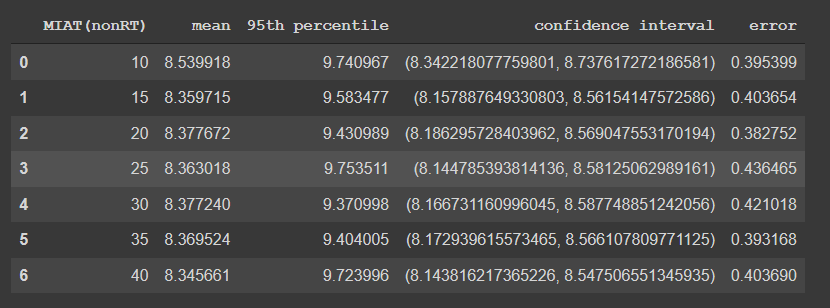 MIAT(nonRT) mean 95th percentile confidence interval error
0 10 8.539918 9.740967 (8.342218077759801, 8.737617272186581) 0.395399
1 15 8.359715 9.583477 (8.157887649330803, 8.56154147572586) 0.403654
2 20 8.377672 9.430989 (8.186295728403962, 8.569047553170194) 0.382752
3 25 8.363018 9.753511 (8.144785393814136, 8.58125062989161) 0.436465
4 30 8.377240 9.370998 (8.166731160996045, 8.587748851242056) 0.421018
5 35 8.369524 9.404005 (8.172939615573465, 8.566107809771125) 0.393168
6 40 8.345661 9.723996 (8.143816217365226, 8.547506551345935) 0.403690